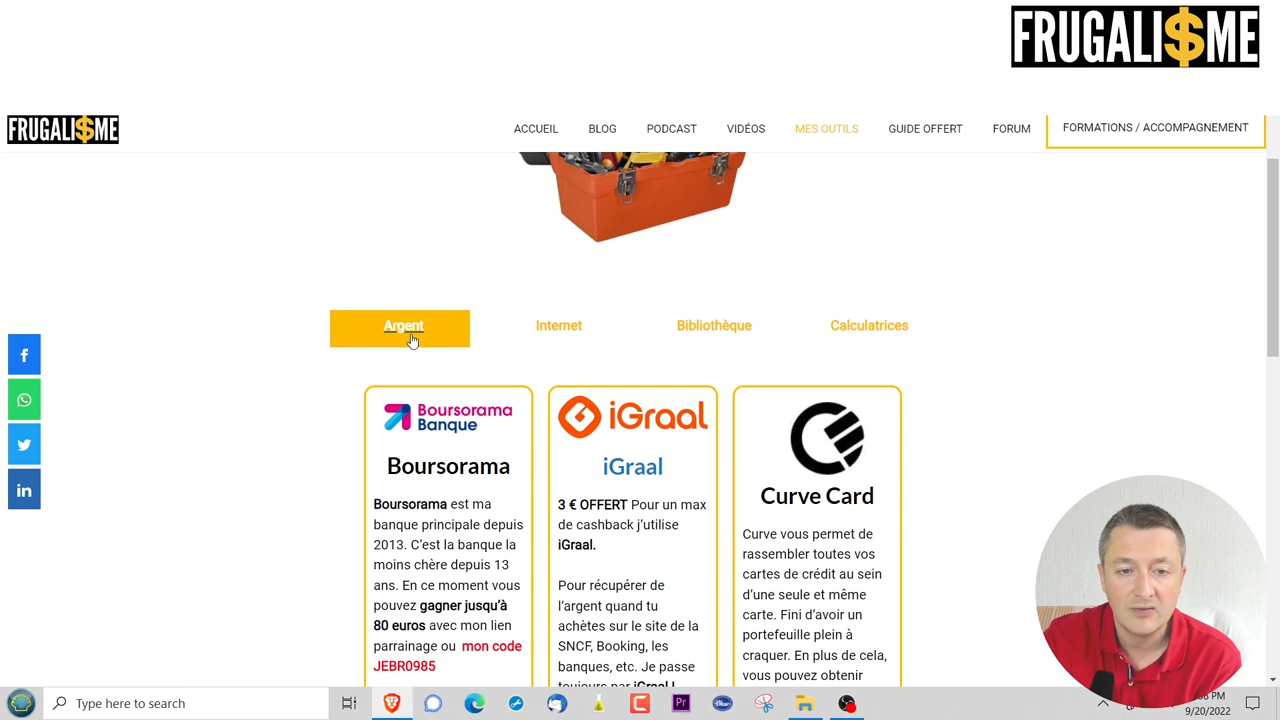 FRUGALI$ME
FRUGALI$ME
ACCUEIL
BLOG
PODCAST
VIDÉOS
MES OUTILS
GUIDE OFFERT
FORUM
FORMATIONS / ACCOMPAGNEMENT
Argent
Internet
Bibliothèque
Calculatrices
Boursorama
Banque
Boursorama
Boursorama est ma
banque principale depuis
2013. C'est la banque la
moins chère depuis 13
ans. En ce moment vous
pouvez gagner jusqu'à
80 euros avec mon lien
parrainage ou mon code
JEBR0985
iGraal
iGraal
3 € OFFERT Pour un max
de cashback j'utilise
iGraal.
Pour récupérer de
l'argent quand tu
achètes sur le site de la
SNCF, Booking, les
banques, etc. Je passe
toujours par iGraal !
Curve Card
Curve vous permet de
rassembler toutes vos
cartes de crédit au sein
d'une seule et même
carte. Fini d'avoir un
portefeuille plein à
craquer. En plus de cela,
vous pouvez obtenir
Type here to search
Pr
Blue
PM
9/20/2022